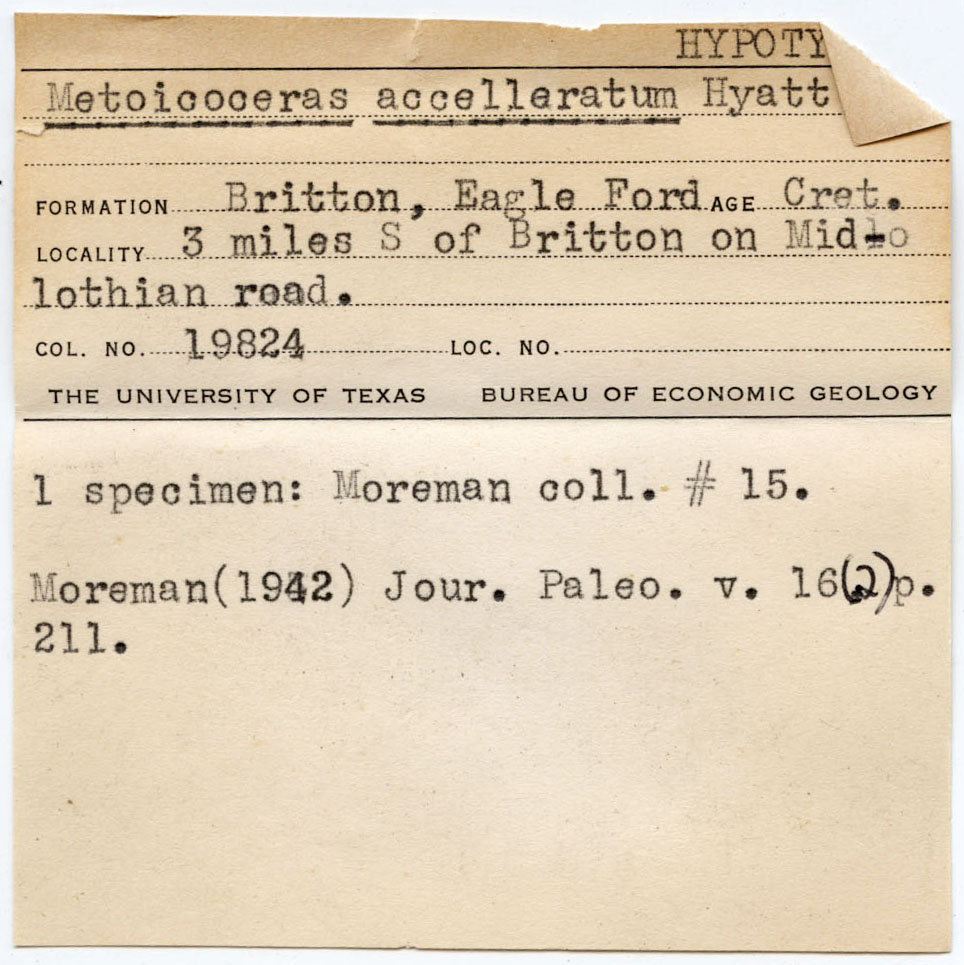 HYPOTY
Metoicoceras accelleratum Hyatt
FORMATION Britton, Eagle Ford AGE Cret.
LOCALITY 3 miles S of Britton on Mid-o
lothian road.
COL. NO. 19824 LOC. NO.
THE UNIVERSITY OF TEXAS BUREAU OF ECONOMIC GEOLOGY
1 specimen: Moreman coll. # 15.
Moreman(1942) Jour. Paleo. v. 16(2)p.
211.